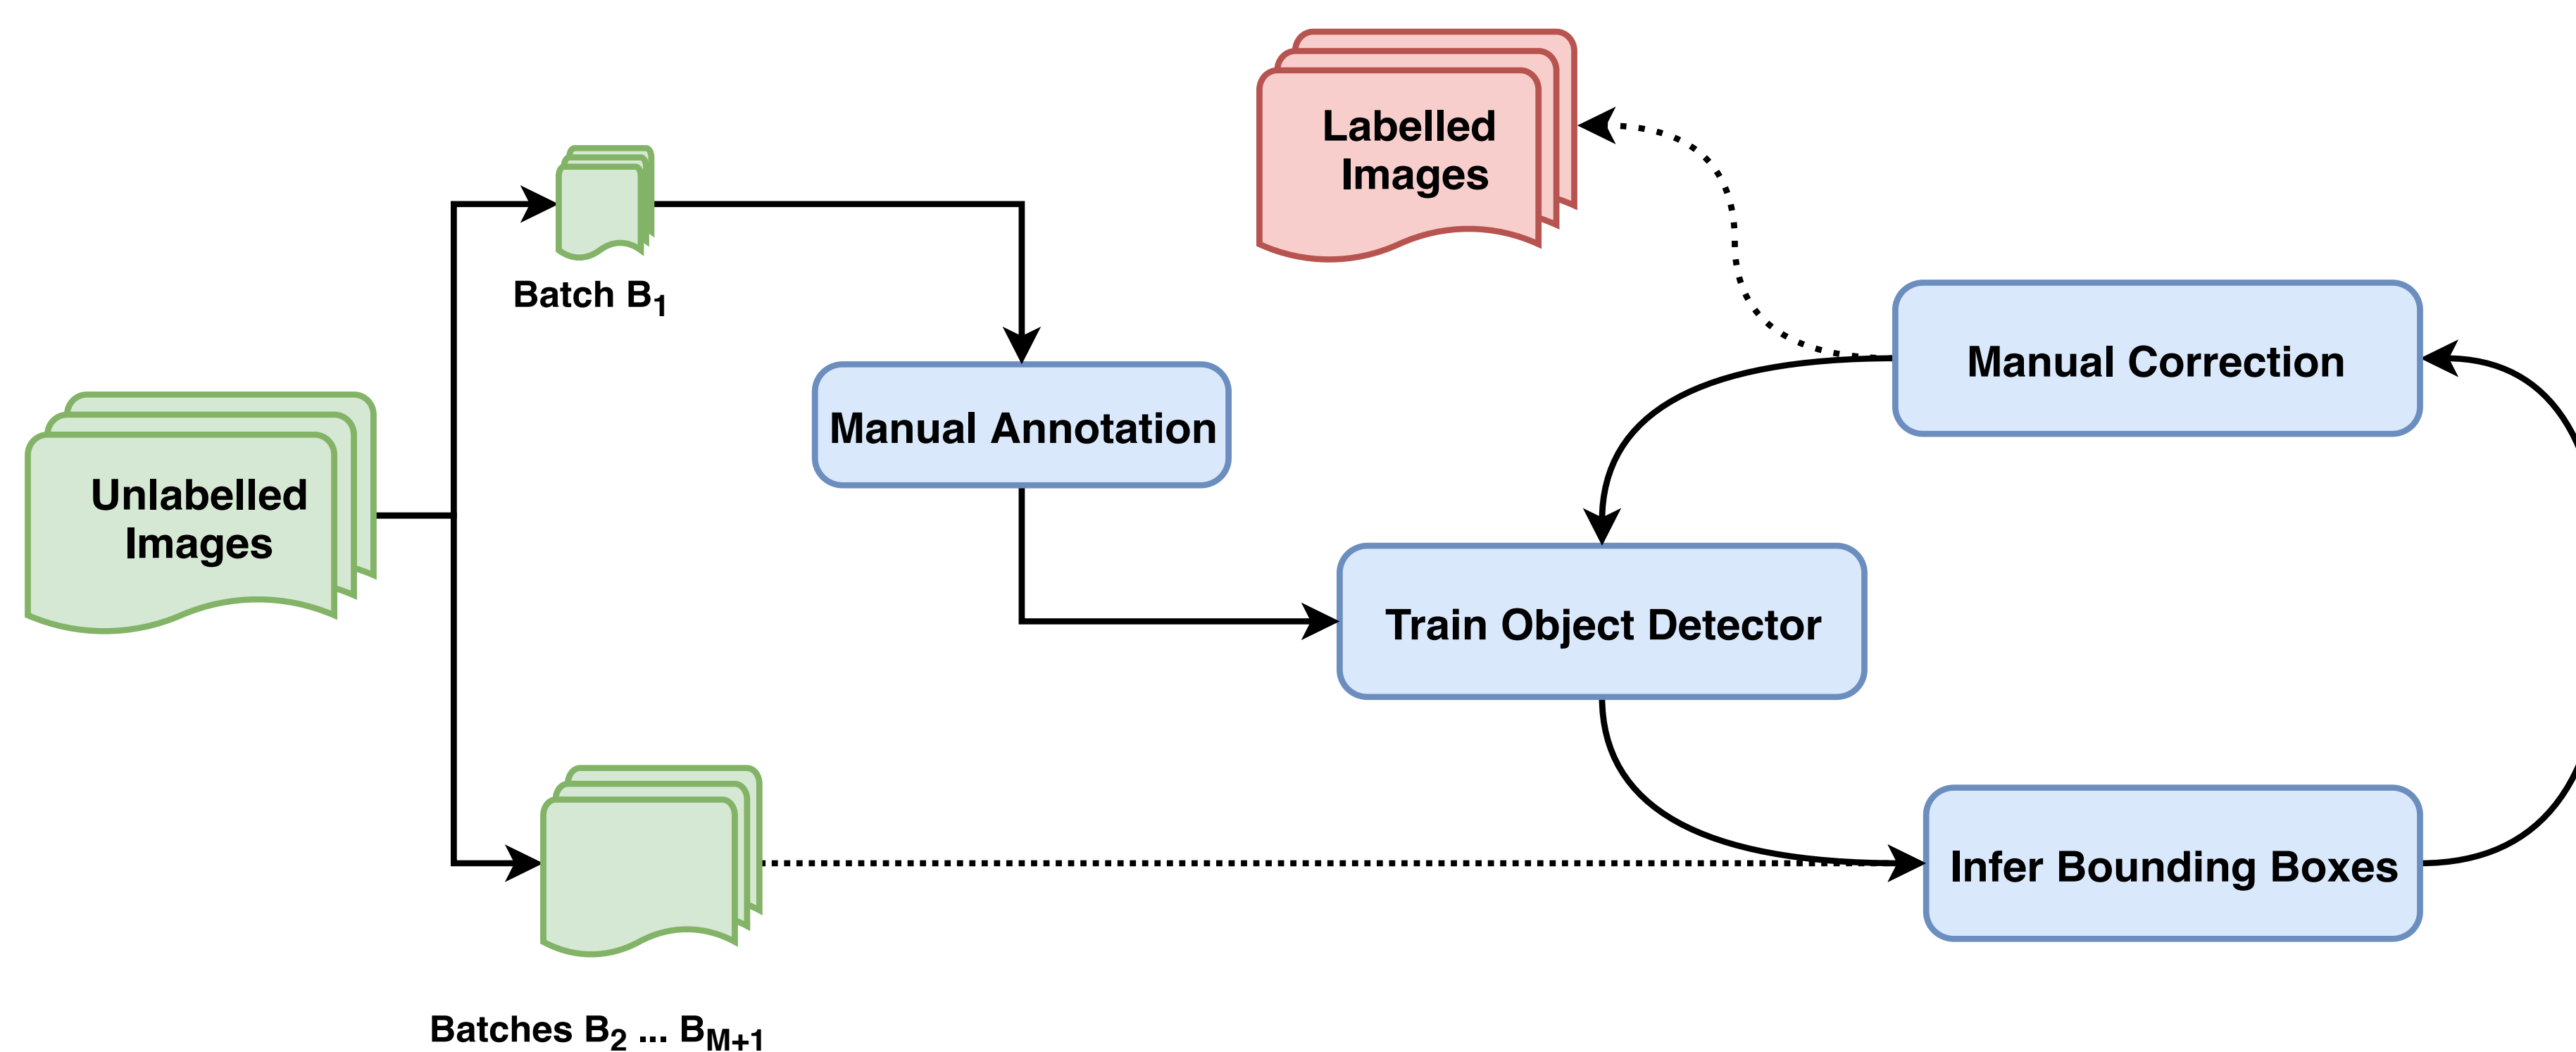 Labelled
Images
Batch B₁
Manual Correction
Manual Annotation
Unlabelled
Images
Train Object Detector
Infer Bounding Boxes
Batches B₂ ... B_M+1